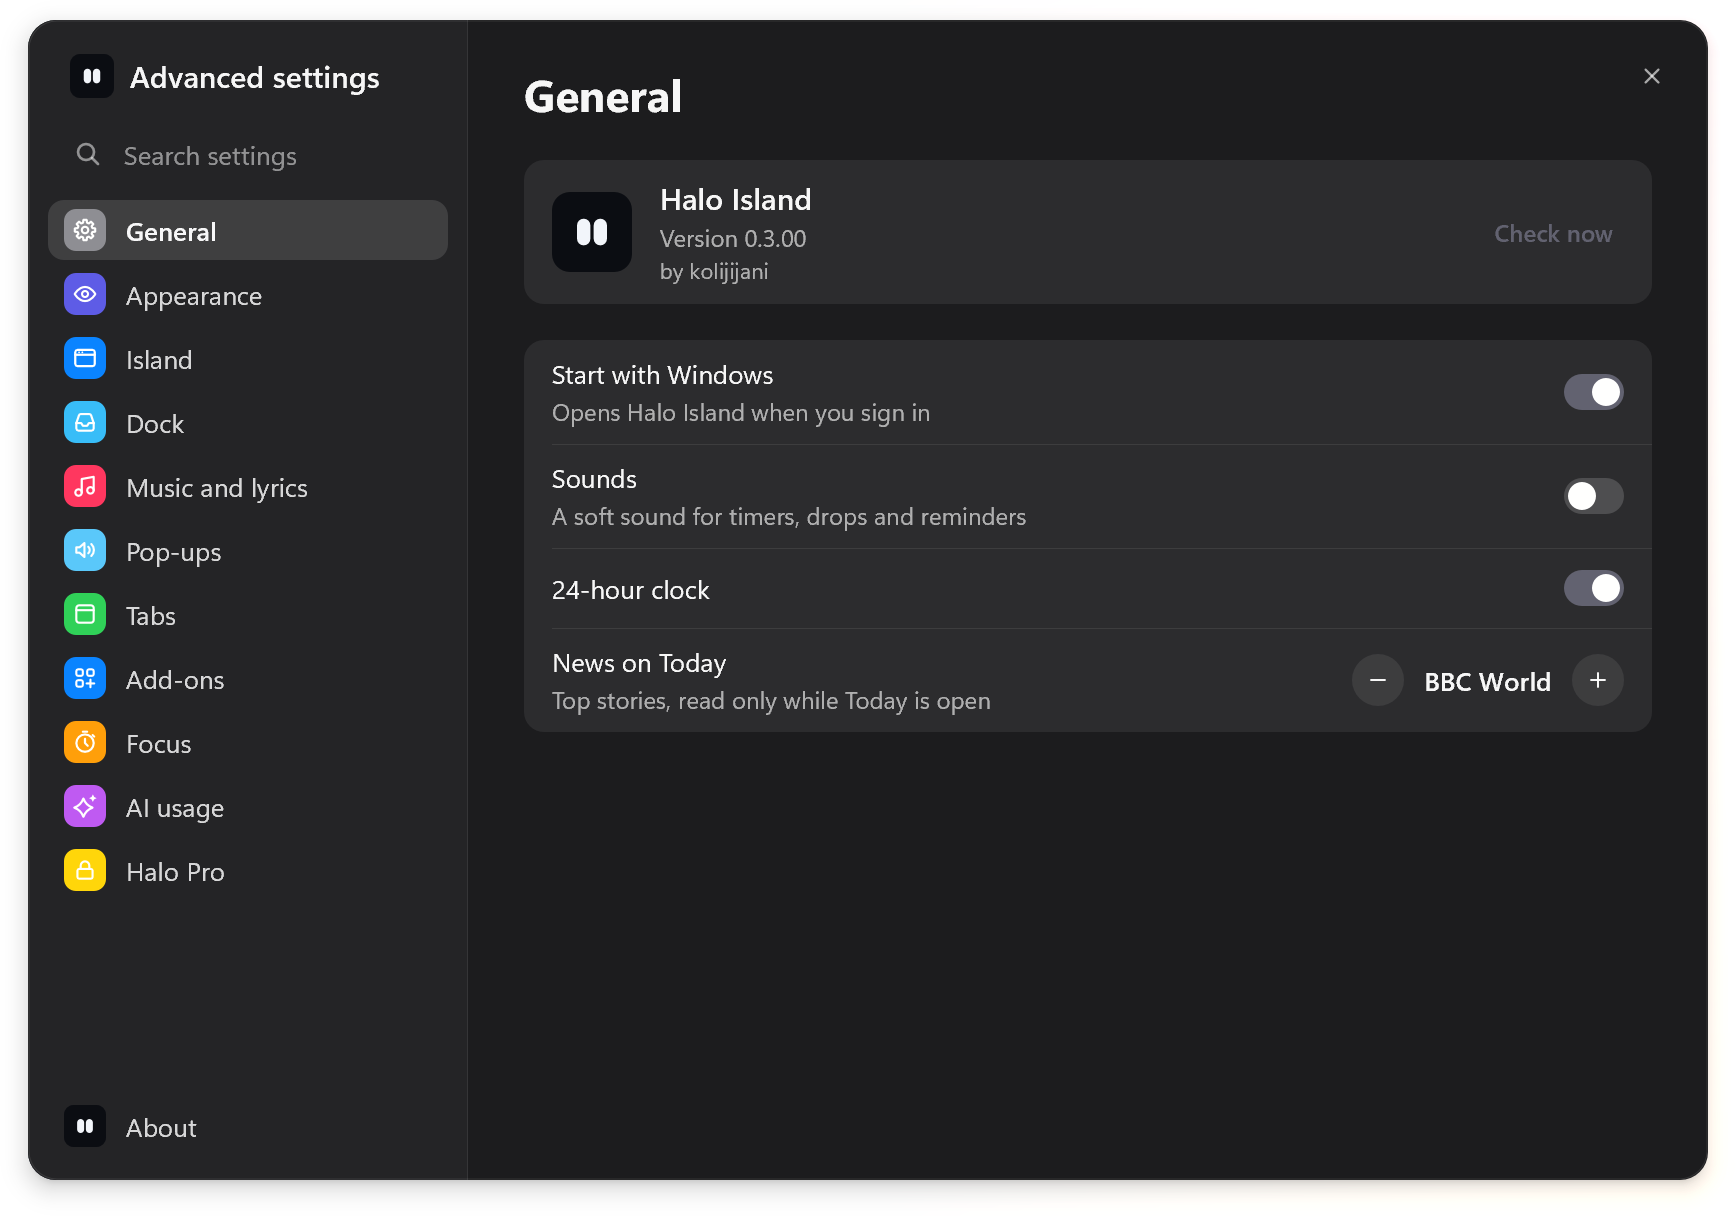 Advanced settings
Search settings
General
Appearance
Island
Dock
Music and lyrics
Pop-ups
Tabs
Add-ons
Focus
AI usage
Halo Pro
About
General
Halo Island
Version 0.3.00
by kolijijani
Check now
Start with Windows
Opens Halo Island when you sign in
Sounds
A soft sound for timers, drops and reminders
24-hour clock
News on Today
Top stories, read only while Today is open
BBC World